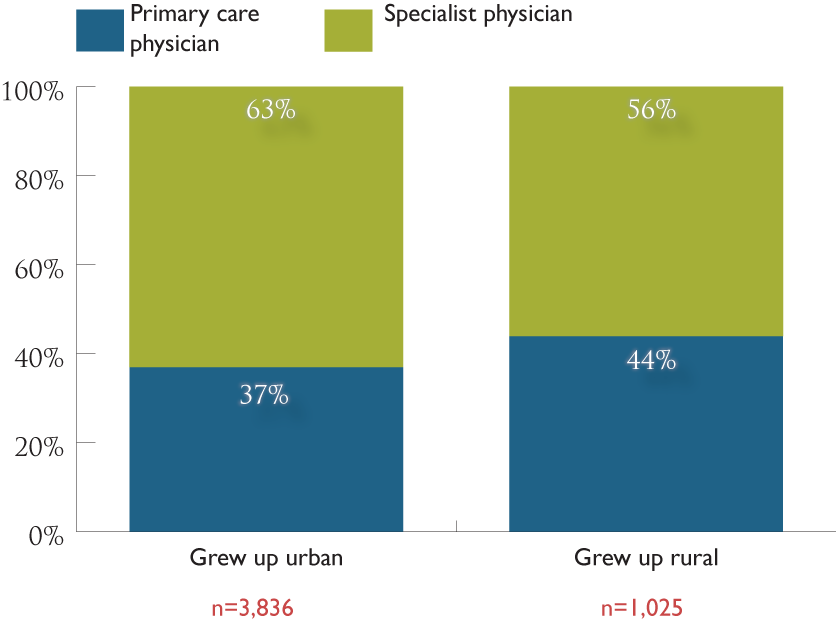 Primary care
physician
Specialist physician
100%
80%
60%
40%
20%
0%
63%
37%
56%
44%
Grew up urban
Grew up rural
n=3,836
n=1,025